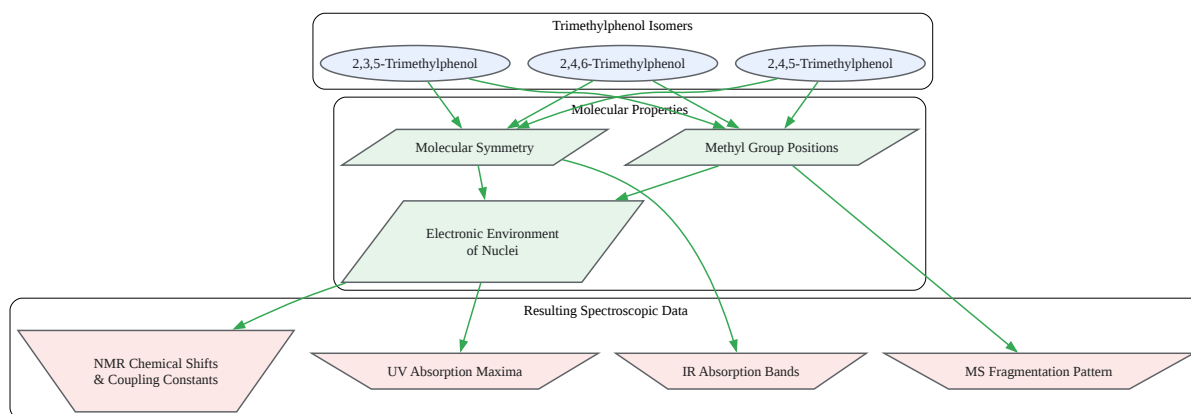 Trimethylphenol Isomers
2,3,5-Trimethylphenol
2,4,6-Trimethylphenol
2,4,5-Trimethylphenol
Molecular Properties
Molecular Symmetry
Methyl Group Positions
Electronic Environment
of Nuclei
Resulting Spectroscopic Data
NMR Chemical Shifts
& Coupling Constants
UV Absorption Maxima
IR Absorption Bands
MS Fragmentation Pattern